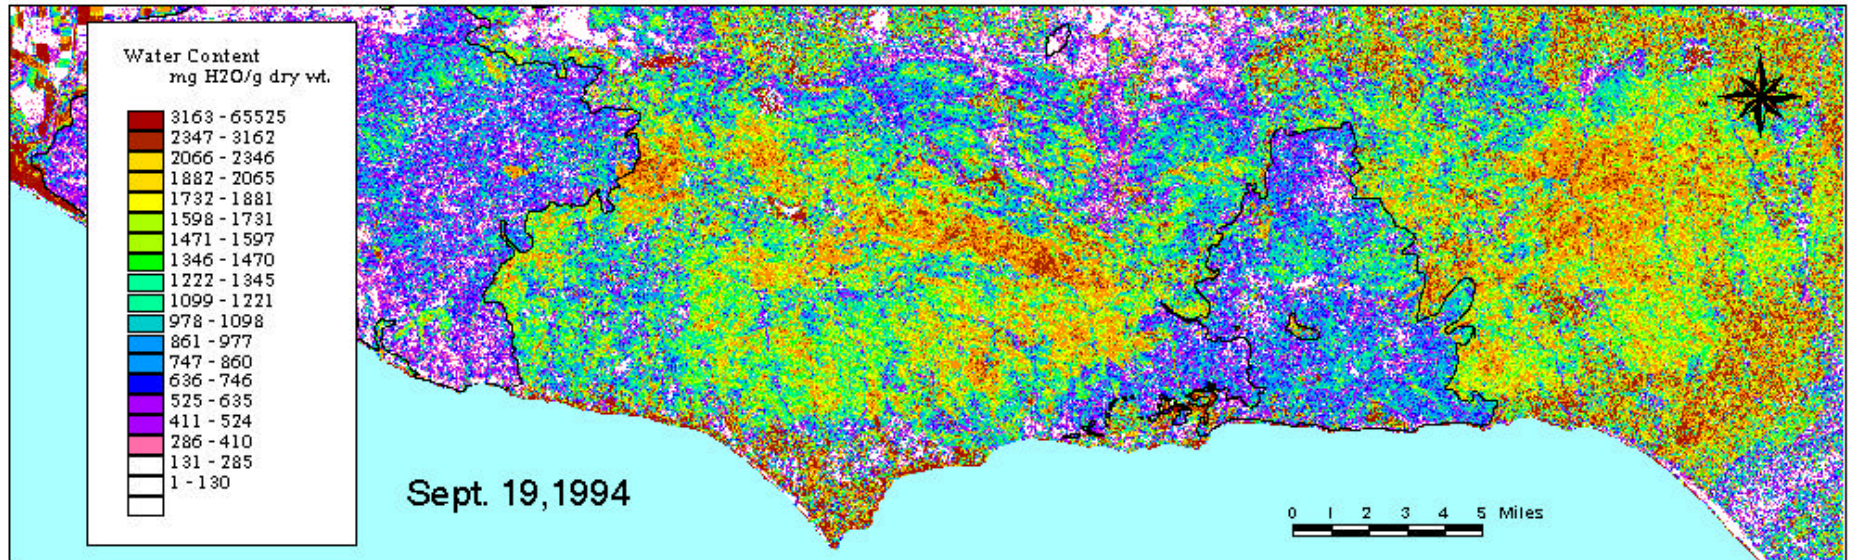 Water Content
mg H2O/g dry wt.
3163 - 65525
2347 - 3162
2066 - 2346
1882 - 2065
1732 - 1881
1598 - 1731
1471 - 1597
1346 - 1470
1222 - 1345
1099 - 1221
978 - 1098
861 - 977
747 - 860
636 - 746
525 - 635
411 - 524
286 - 410
131 - 285
1 - 130
Sept. 19,1994
0 1 2 3 4 5 Miles